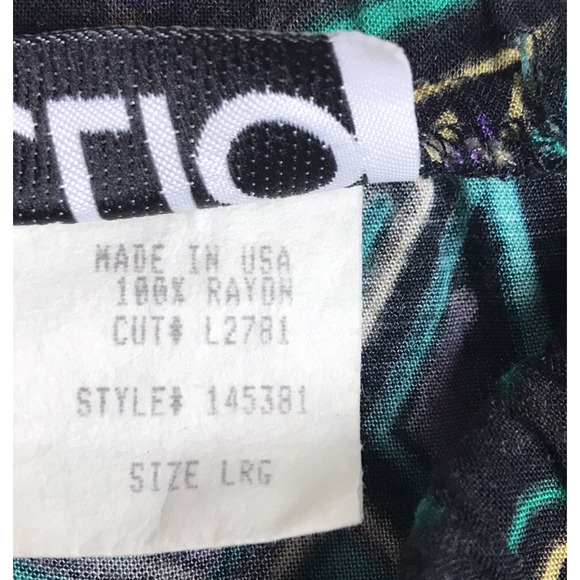 MADE IN USA
100% RAYON
CUT# L2781
STYLE# 145381
SIZE LRG